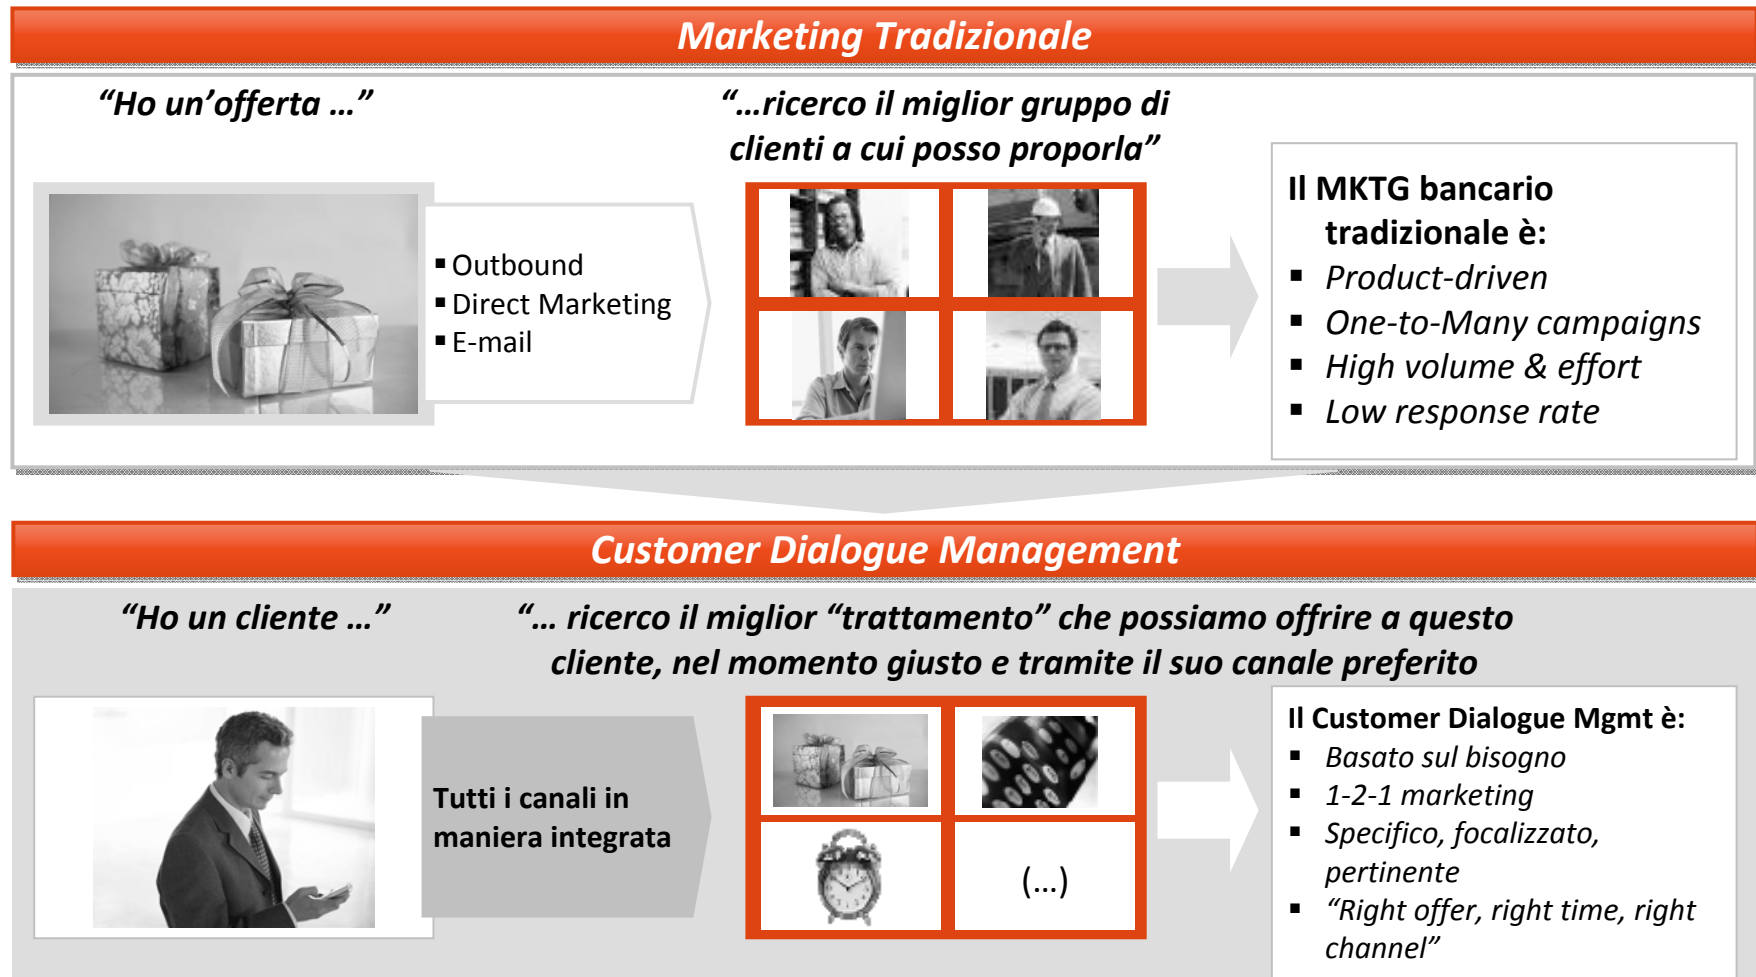 Marketing Tradizionale
“Ho un’offerta …”
“…ricerco il miglior gruppo di
clienti a cui posso proporla”
▪ Outbound
▪ Direct Marketing
▪ E-mail
Il MKTG bancario
tradizionale è:
▪ Product-driven
▪ One-to-Many campaigns
▪ High volume & effort
▪ Low response rate
Customer Dialogue Management
“Ho un cliente …”
“… ricerco il miglior “trattamento” che possiamo offrire a questo
cliente, nel momento giusto e tramite il suo canale preferito
Tutti i canali in
maniera integrata
(…)
Il Customer Dialogue Mgmt è:
▪ Basato sul bisogno
▪ 1-2-1 marketing
▪ Specifico, focalizzato,
pertinente
▪ “Right offer, right time, right
channel”